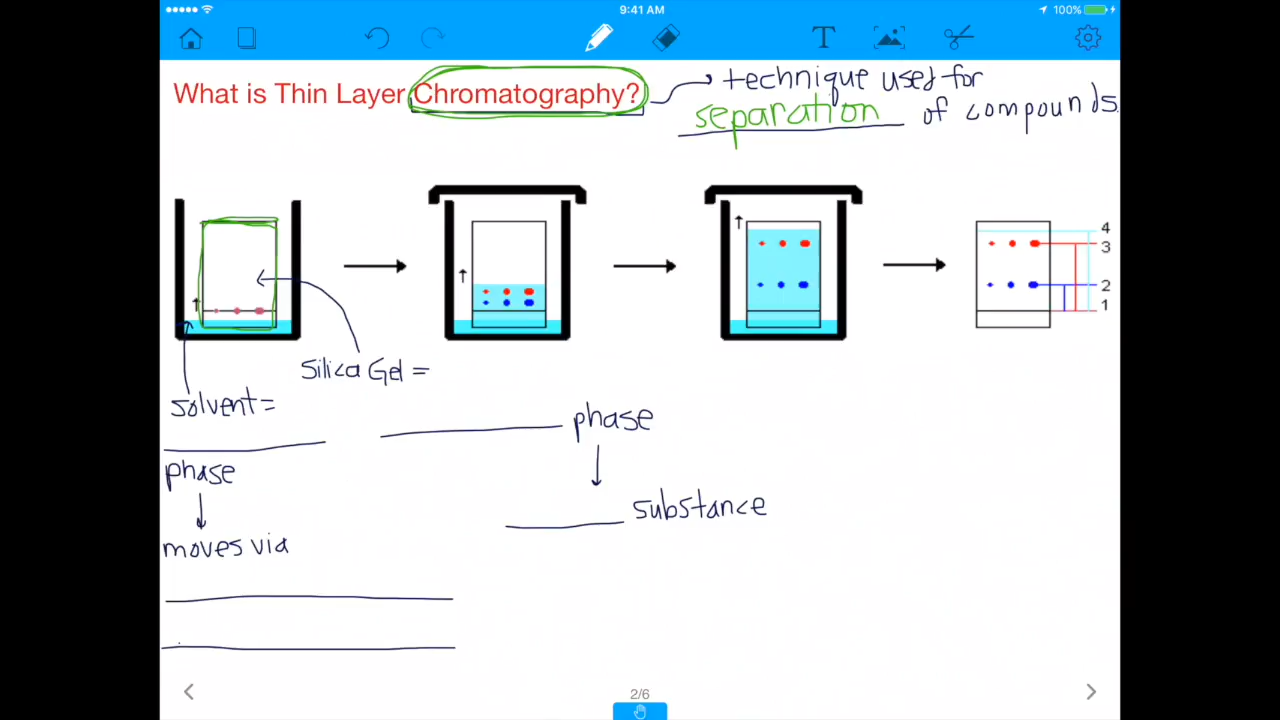 9:41 AM
100%
T
What is Thin Layer Chromatography?
technique used for
separation of compounds
4
3
2
1
Silica Gel =
solvent =
phase
phase
substance
moves via
2/6